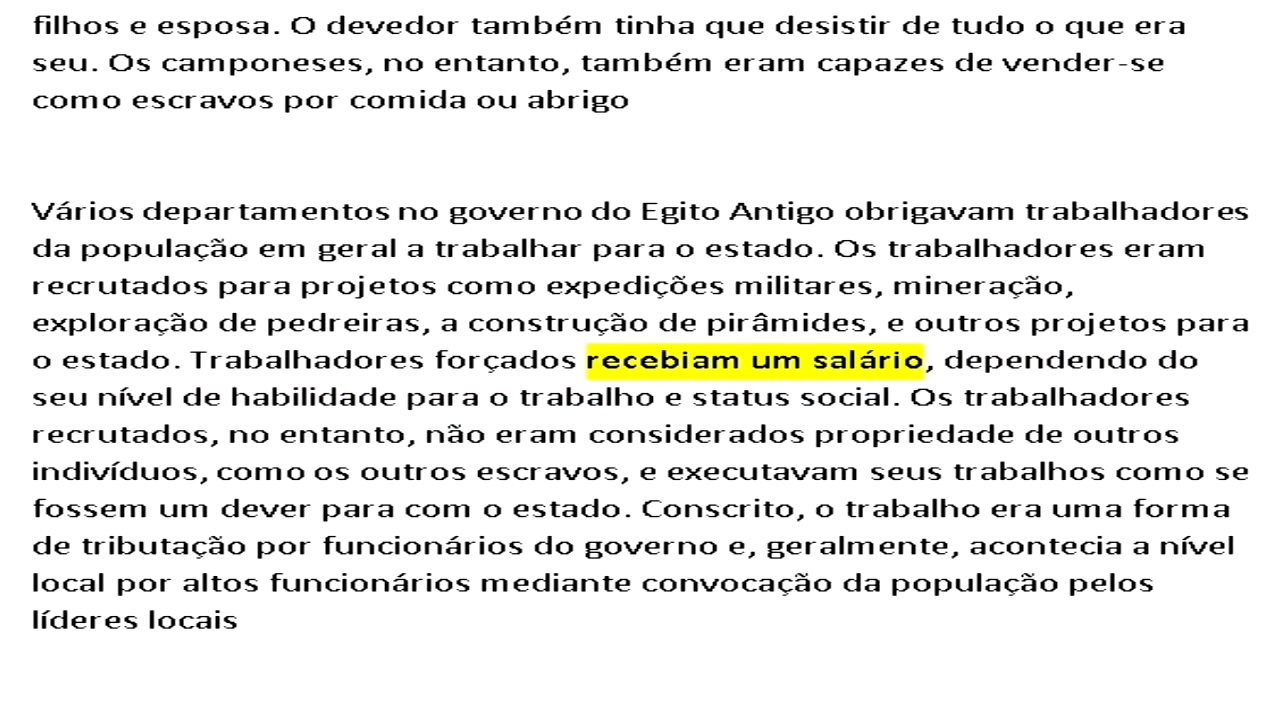 filhos e esposa. O devedor também tinha que desistir de tudo o que era
seu. Os camponeses, no entanto, também eram capazes de vender-se
como escravos por comida ou abrigo
Vários departamentos no governo do Egito Antigo obrigavam trabalhadores
da população em geral a trabalhar para o estado. Os trabalhadores eram
recrutados para projetos como expedições militares, mineração,
exploração de pedreiras, a construção de pirâmides, e outros projetos para
o estado. Trabalhadores forçados recebiam um salário, dependendo do
seu nível de habilidade para o trabalho e status social. Os trabalhadores
recrutados, no entanto, não eram considerados propriedade de outros
indivíduos, como os outros escravos, e executavam seus trabalhos como se
fossem um dever para com o estado. Conscrito, o trabalho era uma forma
de tributação por funcionários do governo e, geralmente, acontecia a nível
local por altos funcionários mediante convocação da população pelos
líderes locais